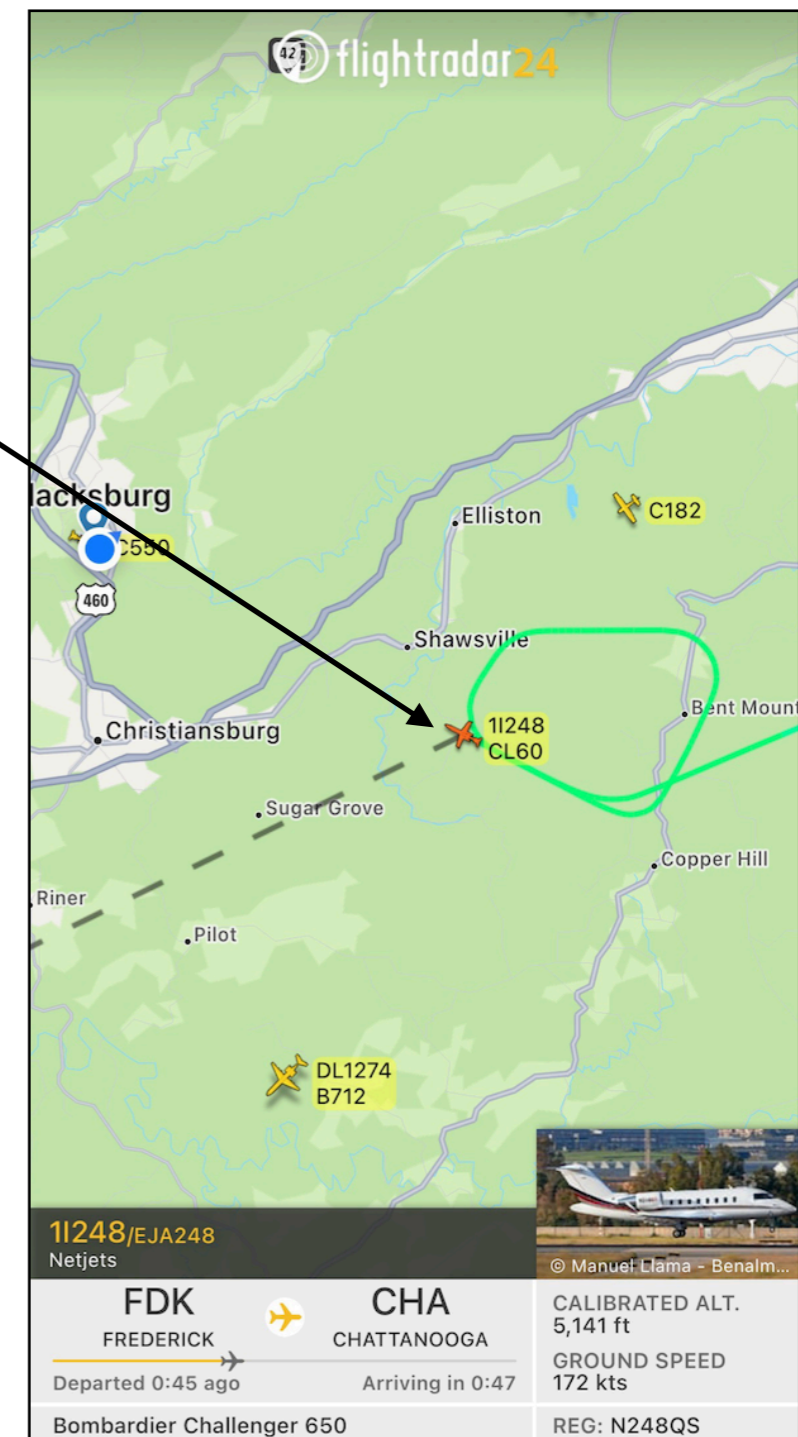 42
flightradar24
lacksburg
C550
460
Elliston
C182
Shawsville
Bent Mount
1I248
CL60
Christiansburg
Sugar Grove
Copper Hill
Riner
Pilot
DL1274
B712
1I248/EJA248
Netjets
© Manuel Llama - Benalm...
FDK
CHA
FREDERICK
CHATTANOOGA
Departed 0:45 ago
Arriving in 0:47
CALIBRATED ALT.
5,141 ft
GROUND SPEED
172 kts
Bombardier Challenger 650
REG: N248QS